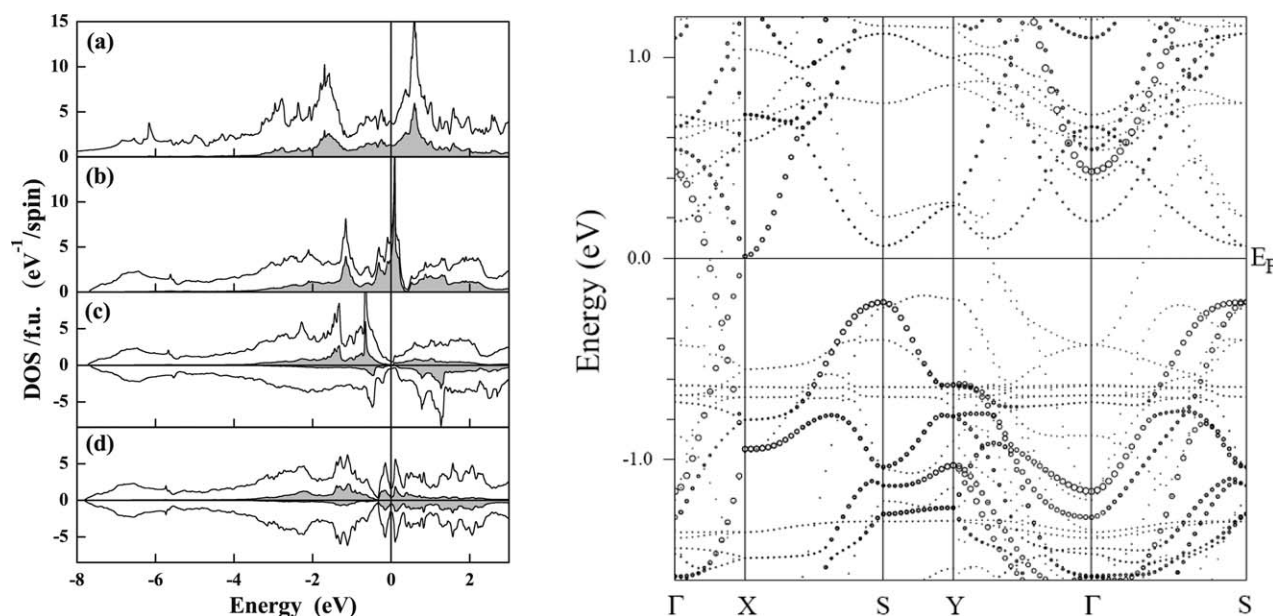 15
(a)
10
5
0
(b)
10
5
0
(c)
5
0
-5
(d)
5
0
-5
DOS /f.u. (eV⁻¹/spin)
-8 -6 -4 -2 0 2
Energy (eV)
1.0
0.0
-1.0
Energy (eV)
E_F
Γ X S Y Γ S